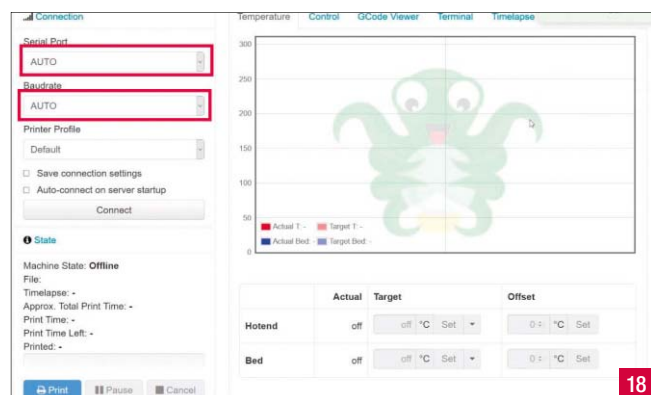 Connection
Serial Port
AUTO
Baudrate
AUTO
Printer Profile
Default
Save connection settings
Auto-connect on server startup
Connect
State
Machine State: Offline
File:
Timelapse: -
Approx. Total Print Time: -
Print Time: -
Print Time Left: -
Printed: -
Print Pause Cancel
Temperature Control GCode Viewer Terminal Timelapse
300
250
200
150
100
50
0
Actual T: - Target T: -
Actual Bed: - Target Bed: -
Actual Target Offset
Hotend off off °C Set 0 °C Set
Bed off off °C Set 0 °C Set
18